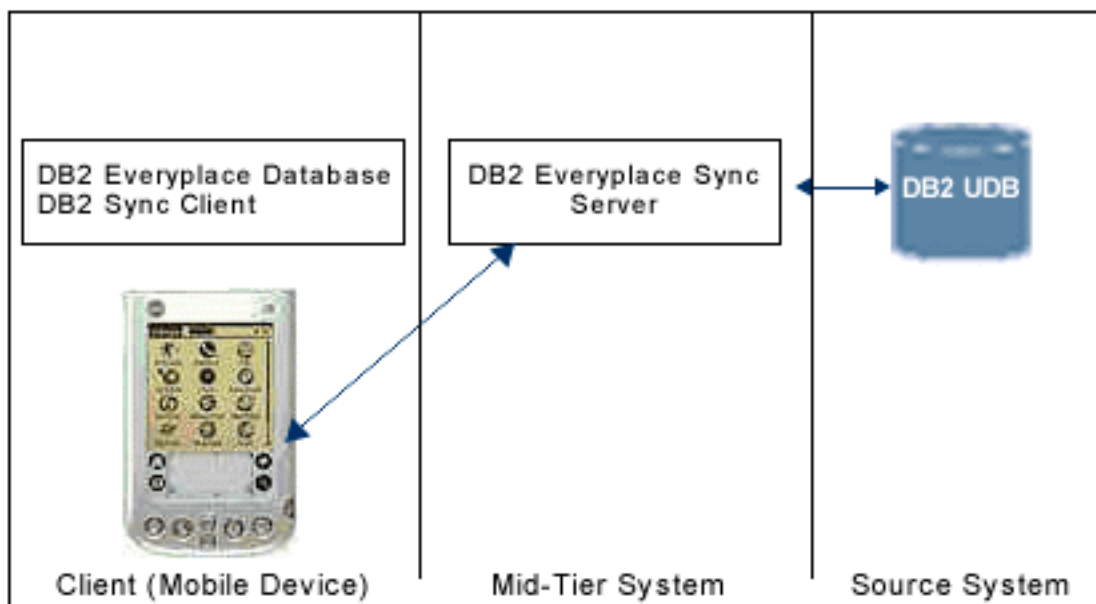 DB2 Everyplace Database
DB2 Sync Client
DB2 Everyplace Sync
Server
DB2 UDB
Client (Mobile Device)
Mid-Tier System
Source System